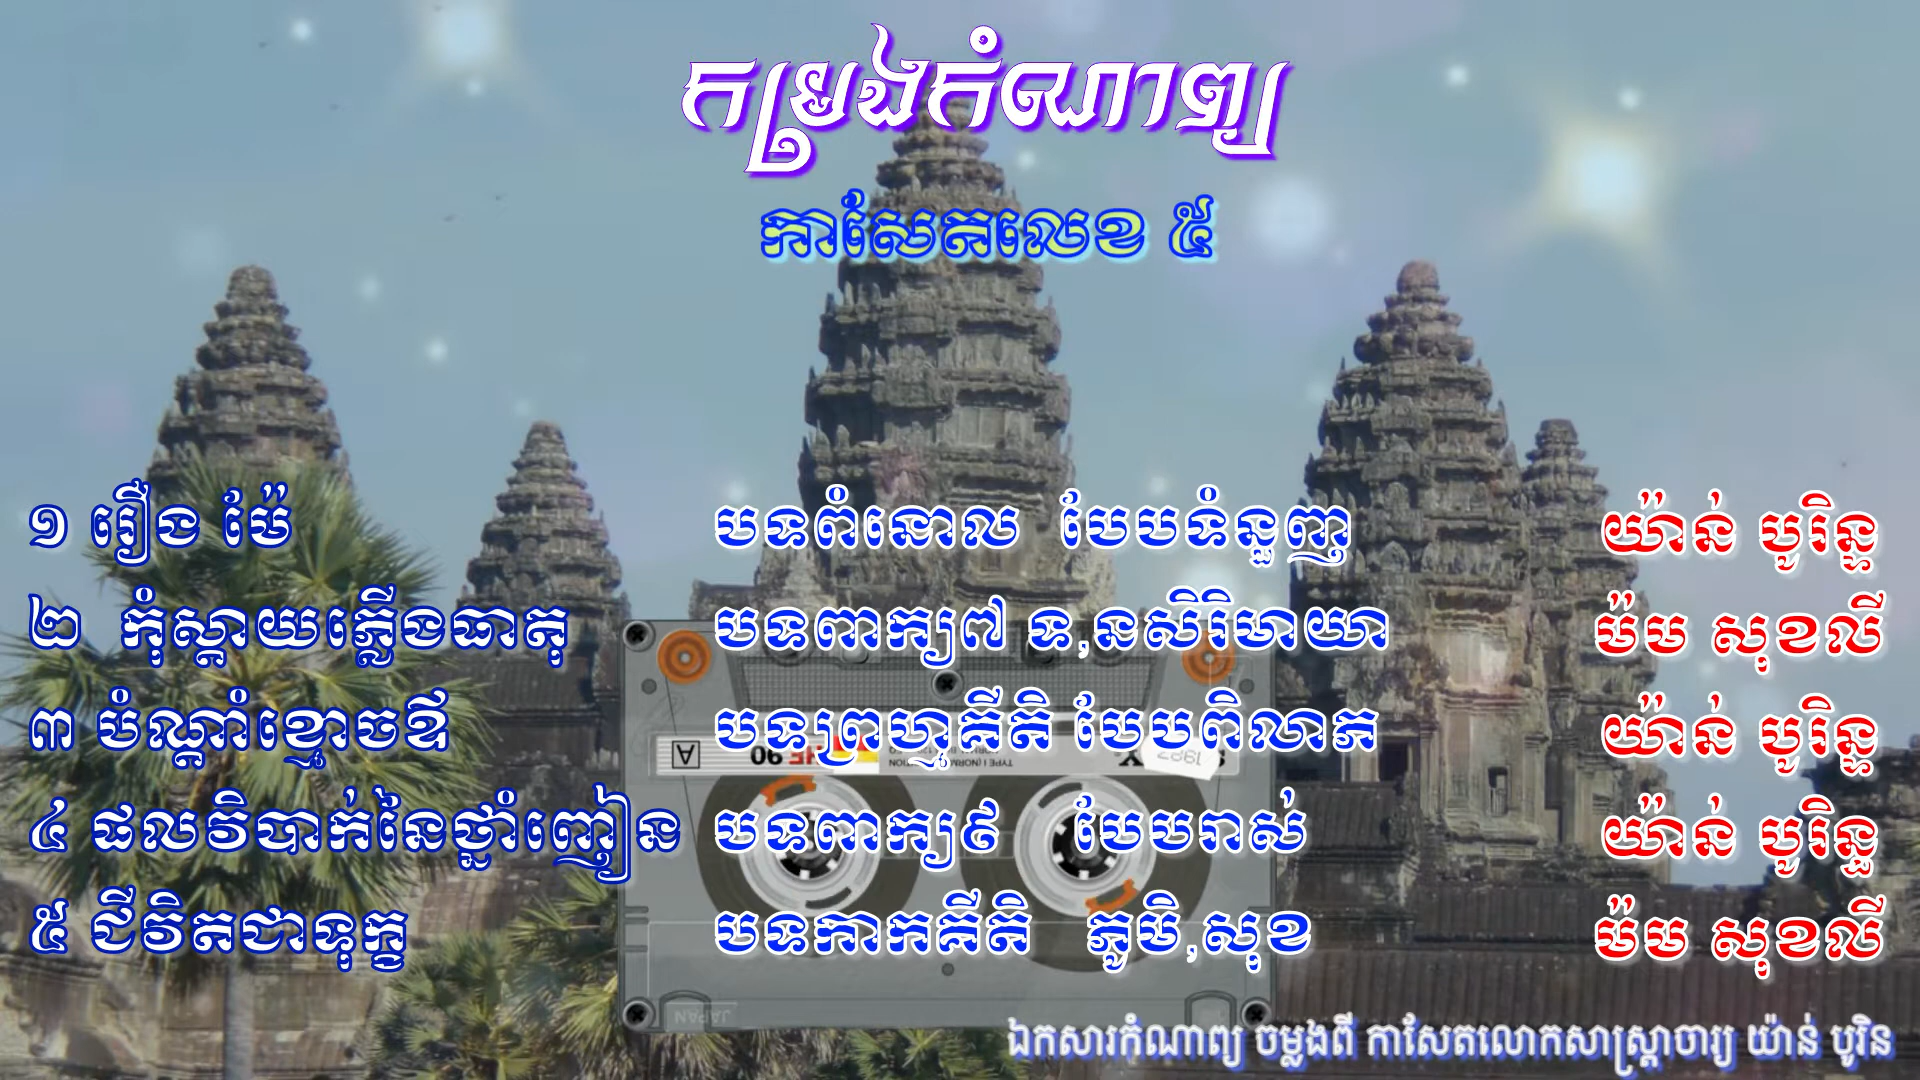 កម្រងកំណាព្យ
កាសែតលេខ ៥
១ រឿង ម៉ែ បទពំនោល បែបទំនួញ យ៉ាន់ បូរិន្ទ
២ កុំស្ដាយភ្លើងធាតុ បទពាក្យ៧ ទ.នសិរិមាយា ម៉ម សុខលី
៣ បំណ្ដាំខ្មោចឪ បទព្រហ្មគីតិ បែបពិលាភ យ៉ាន់ បូរិន្ទ
៤ ផលវិបាក់នៃថ្នាំញៀន បទពាក្យ៩ បែបរាស់ យ៉ាន់ បូរិន្ទ
៥ ជីវិតជាទុក្ខ បទកាកគីតិ ភូមិ.សុខ ម៉ម សុខលី
A 90
1987
JAPAN
ឯកសារកំណាព្យ ចម្លងពី កាសែតលោកសាស្ត្រាចារ្យ យ៉ាន់ បូរិន